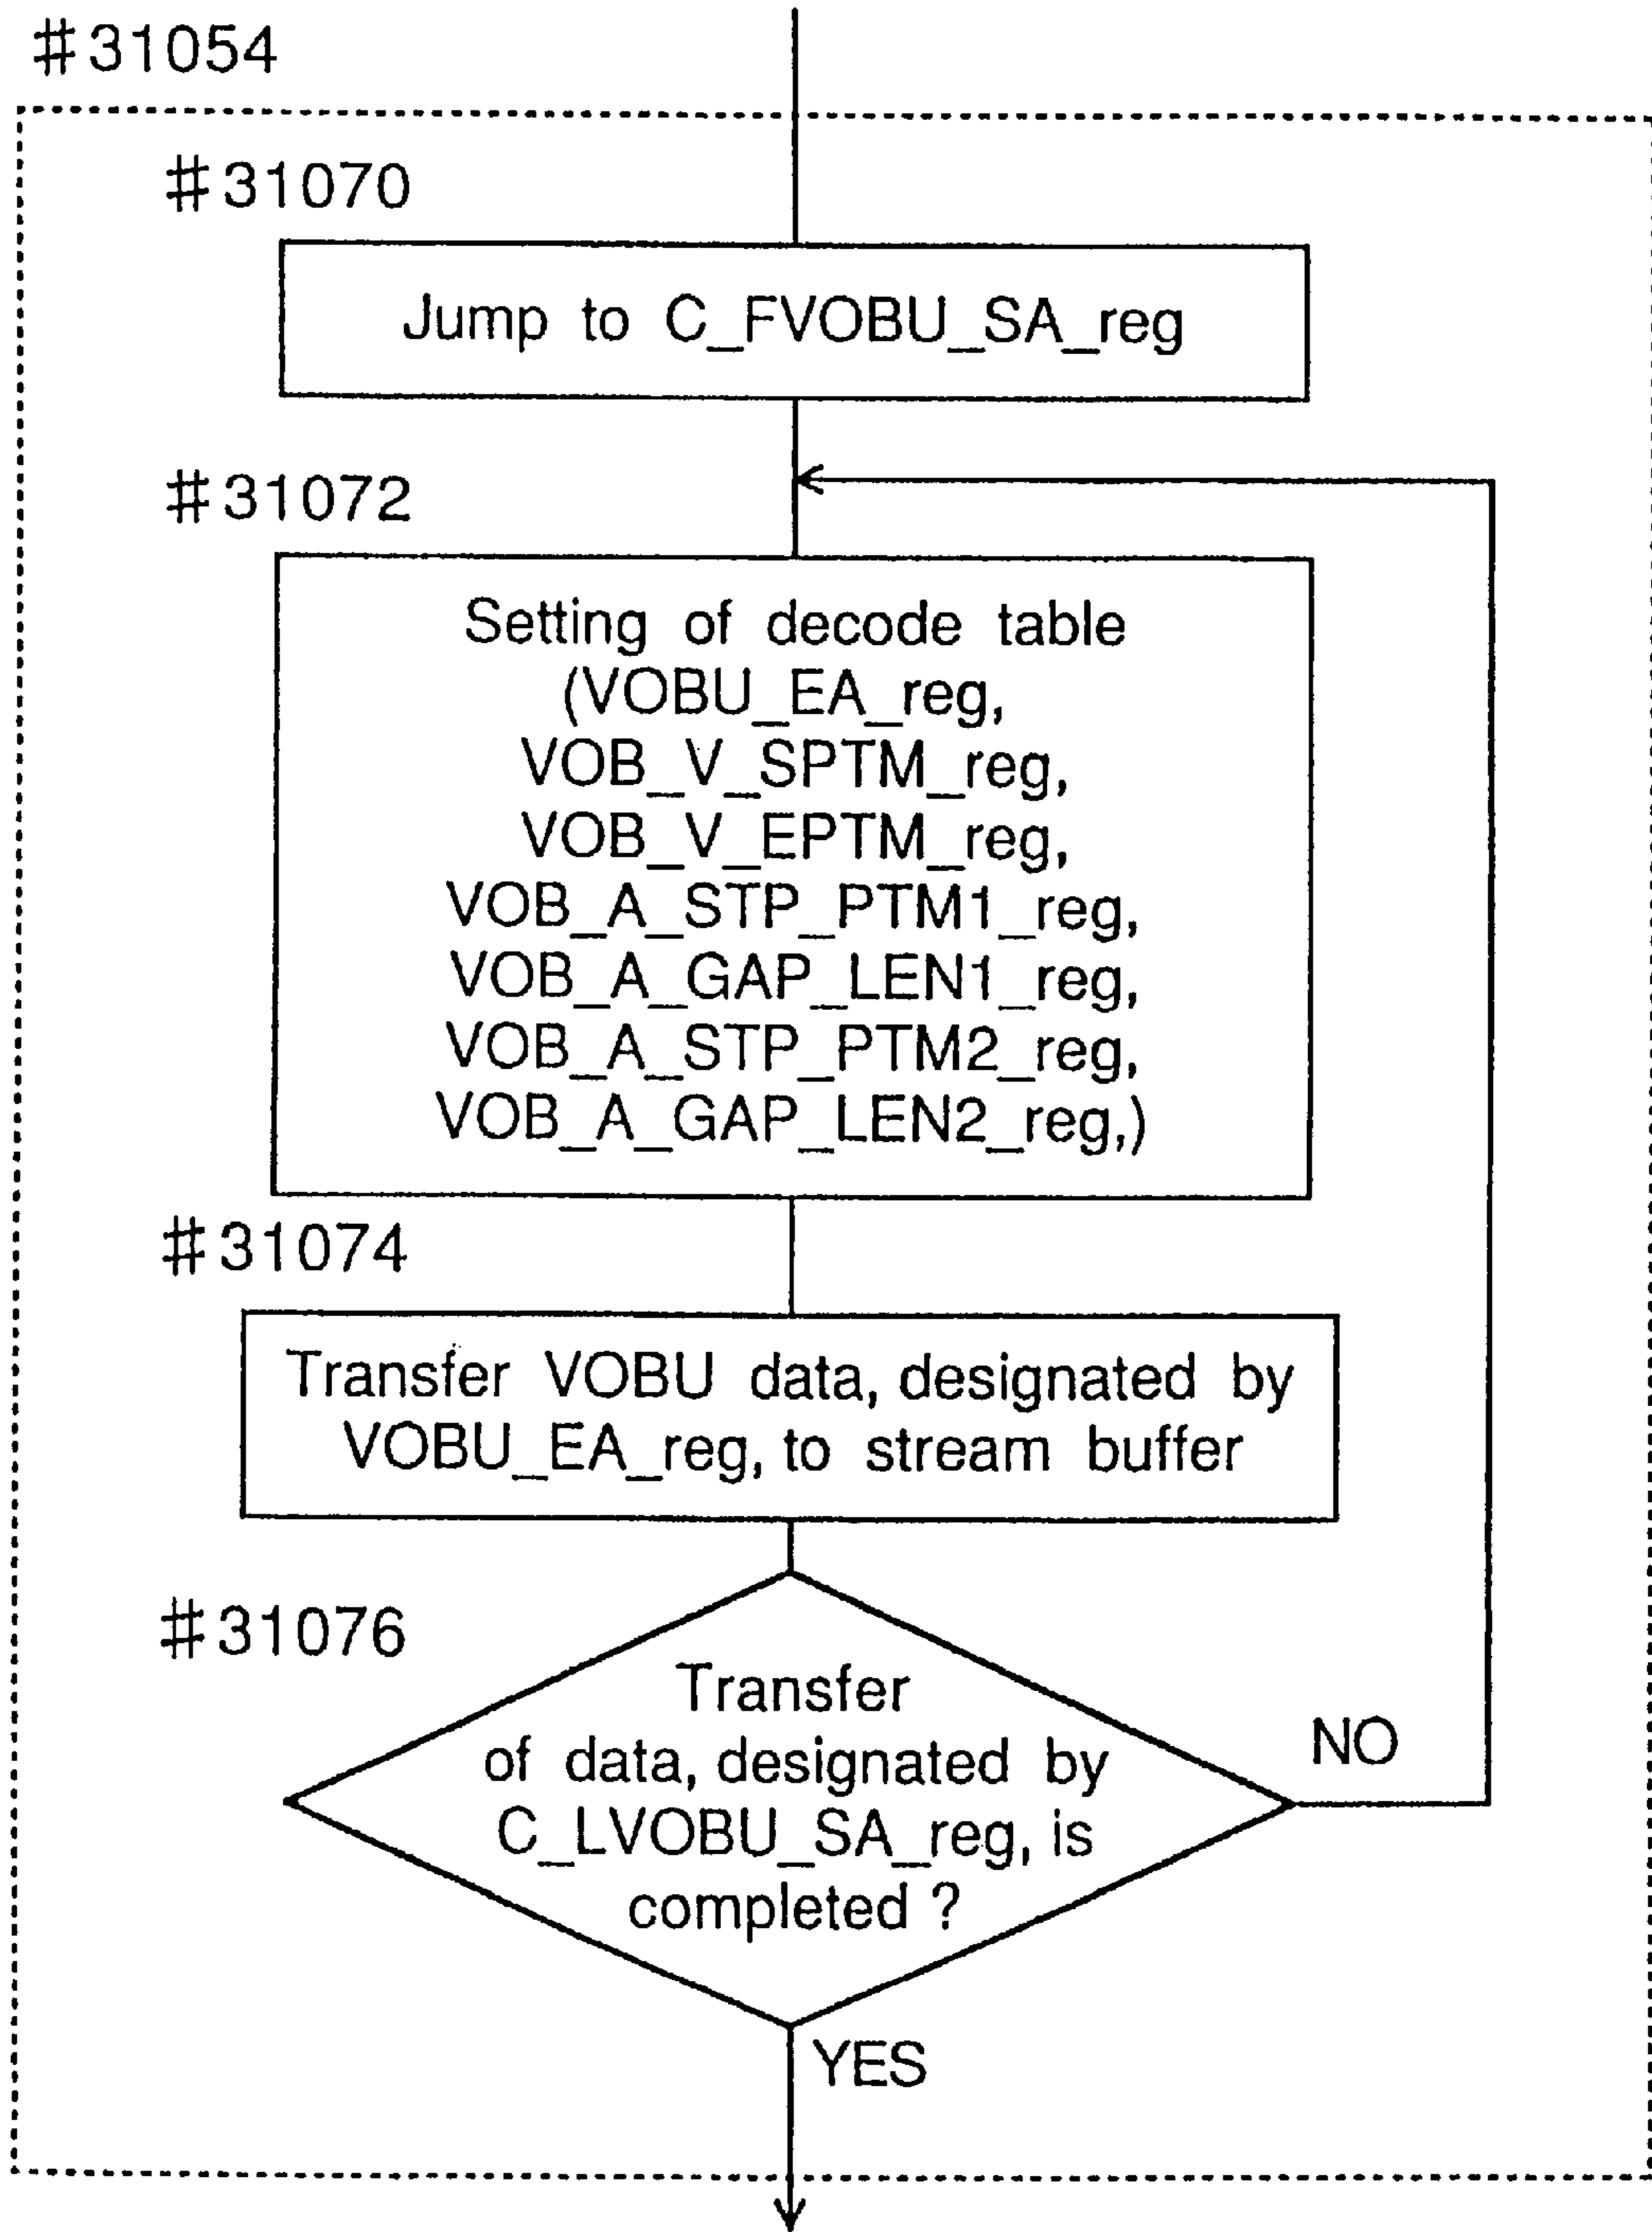 #31054
#31070
Jump to C_FVOBU_SA_reg
#31072
Setting of decode table
(VOBU_EA_reg,
VOB_V_SPTM_reg,
VOB_V_EPTM_reg,
VOB_A_STP_PTM1_reg,
VOB_A_GAP_LEN1_reg,
VOB_A_STP_PTM2_reg,
VOB_A_GAP_LEN2_reg,)
#31074
Transfer VOBU data, designated by
VOBU_EA_reg, to stream buffer
#31076
Transfer
of data, designated by
C_LVOBU_SA_reg, is
completed ?
NO
YES